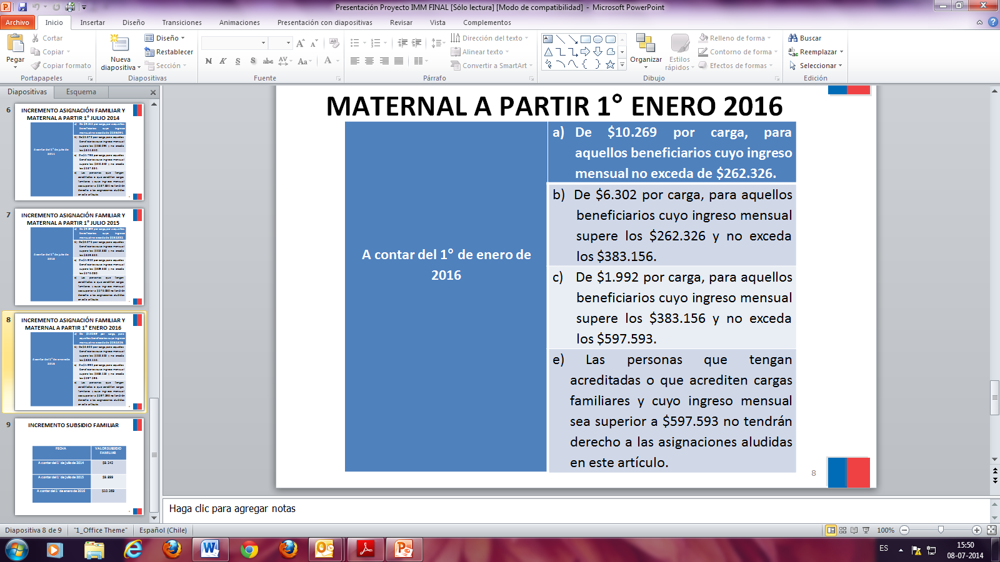 Presentación Proyecto IMM FINAL [Sólo lectura] [Modo de compatibilidad] - Microsoft PowerPoint
Archivo Inicio Insertar Diseño Transiciones Animaciones Presentación con diapositivas Revisar Vista Complementos
Pegar
Cortar
Copiar
Copiar formato
Portapapeles
Nueva diapositiva
Diseño
Restablecer
Sección
Diapositivas
N K S S abc AV Aa A
Fuente
Dirección del texto
Alinear texto
Convertir a SmartArt
Párrafo
Organizar
Estilos rápidos
Relleno de forma
Contorno de forma
Efectos de formas
Dibujo
Buscar
Reemplazar
Seleccionar
Edición
Diapositivas Esquema
6
INCREMENTO ASIGNACIÓN FAMILIAR Y
MATERNAL A PARTIR 1° JULIO 2014
7
INCREMENTO ASIGNACIÓN FAMILIAR Y
MATERNAL A PARTIR 1° JULIO 2015
8
INCREMENTO ASIGNACIÓN FAMILIAR Y
MATERNAL A PARTIR 1° ENERO 2016
9
INCREMENTO SUBSIDIO FAMILIAR
FECHA VALOR SUBSIDIO
FAMILIAR
A contar del 1° de julio de 2014
A contar del 1° de julio de 2015
A contar del 1° de enero de 2016 $10.269
MATERNAL A PARTIR 1° ENERO 2016
A contar del 1° de enero de
2016
a) De $10.269 por carga, para
aquellos beneficiarios cuyo ingreso
mensual no exceda de $262.326.
b) De $6.302 por carga, para aquellos
beneficiarios cuyo ingreso mensual
supere los $262.326 y no exceda
los $383.156.
c) De $1.992 por carga, para aquellos
beneficiarios cuyo ingreso mensual
supere los $383.156 y no exceda
los $597.593.
e) Las personas que tengan
acreditadas o que acrediten cargas
familiares y cuyo ingreso mensual
sea superior a $597.593 no tendrán
derecho a las asignaciones aludidas
en este artículo.
8
Haga clic para agregar notas
Diapositiva 8 de 9 "1_Office Theme" Español (Chile) 100%
ES 15:50
08-07-2014